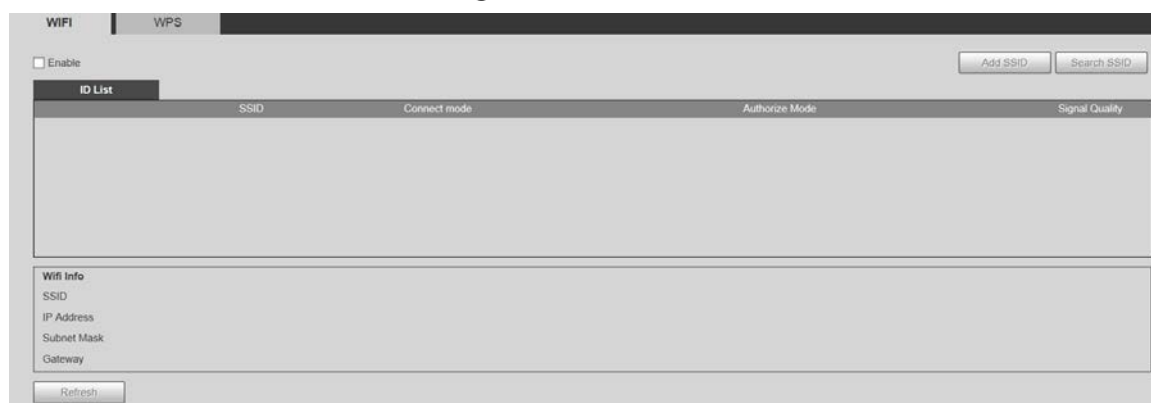 WIFI WPS
Enable Add SSID Search SSID
ID List
SSID Connect mode Authorize Mode Signal Quality
Wifi Info
SSID
IP Address
Subnet Mask
Gateway
Refresh